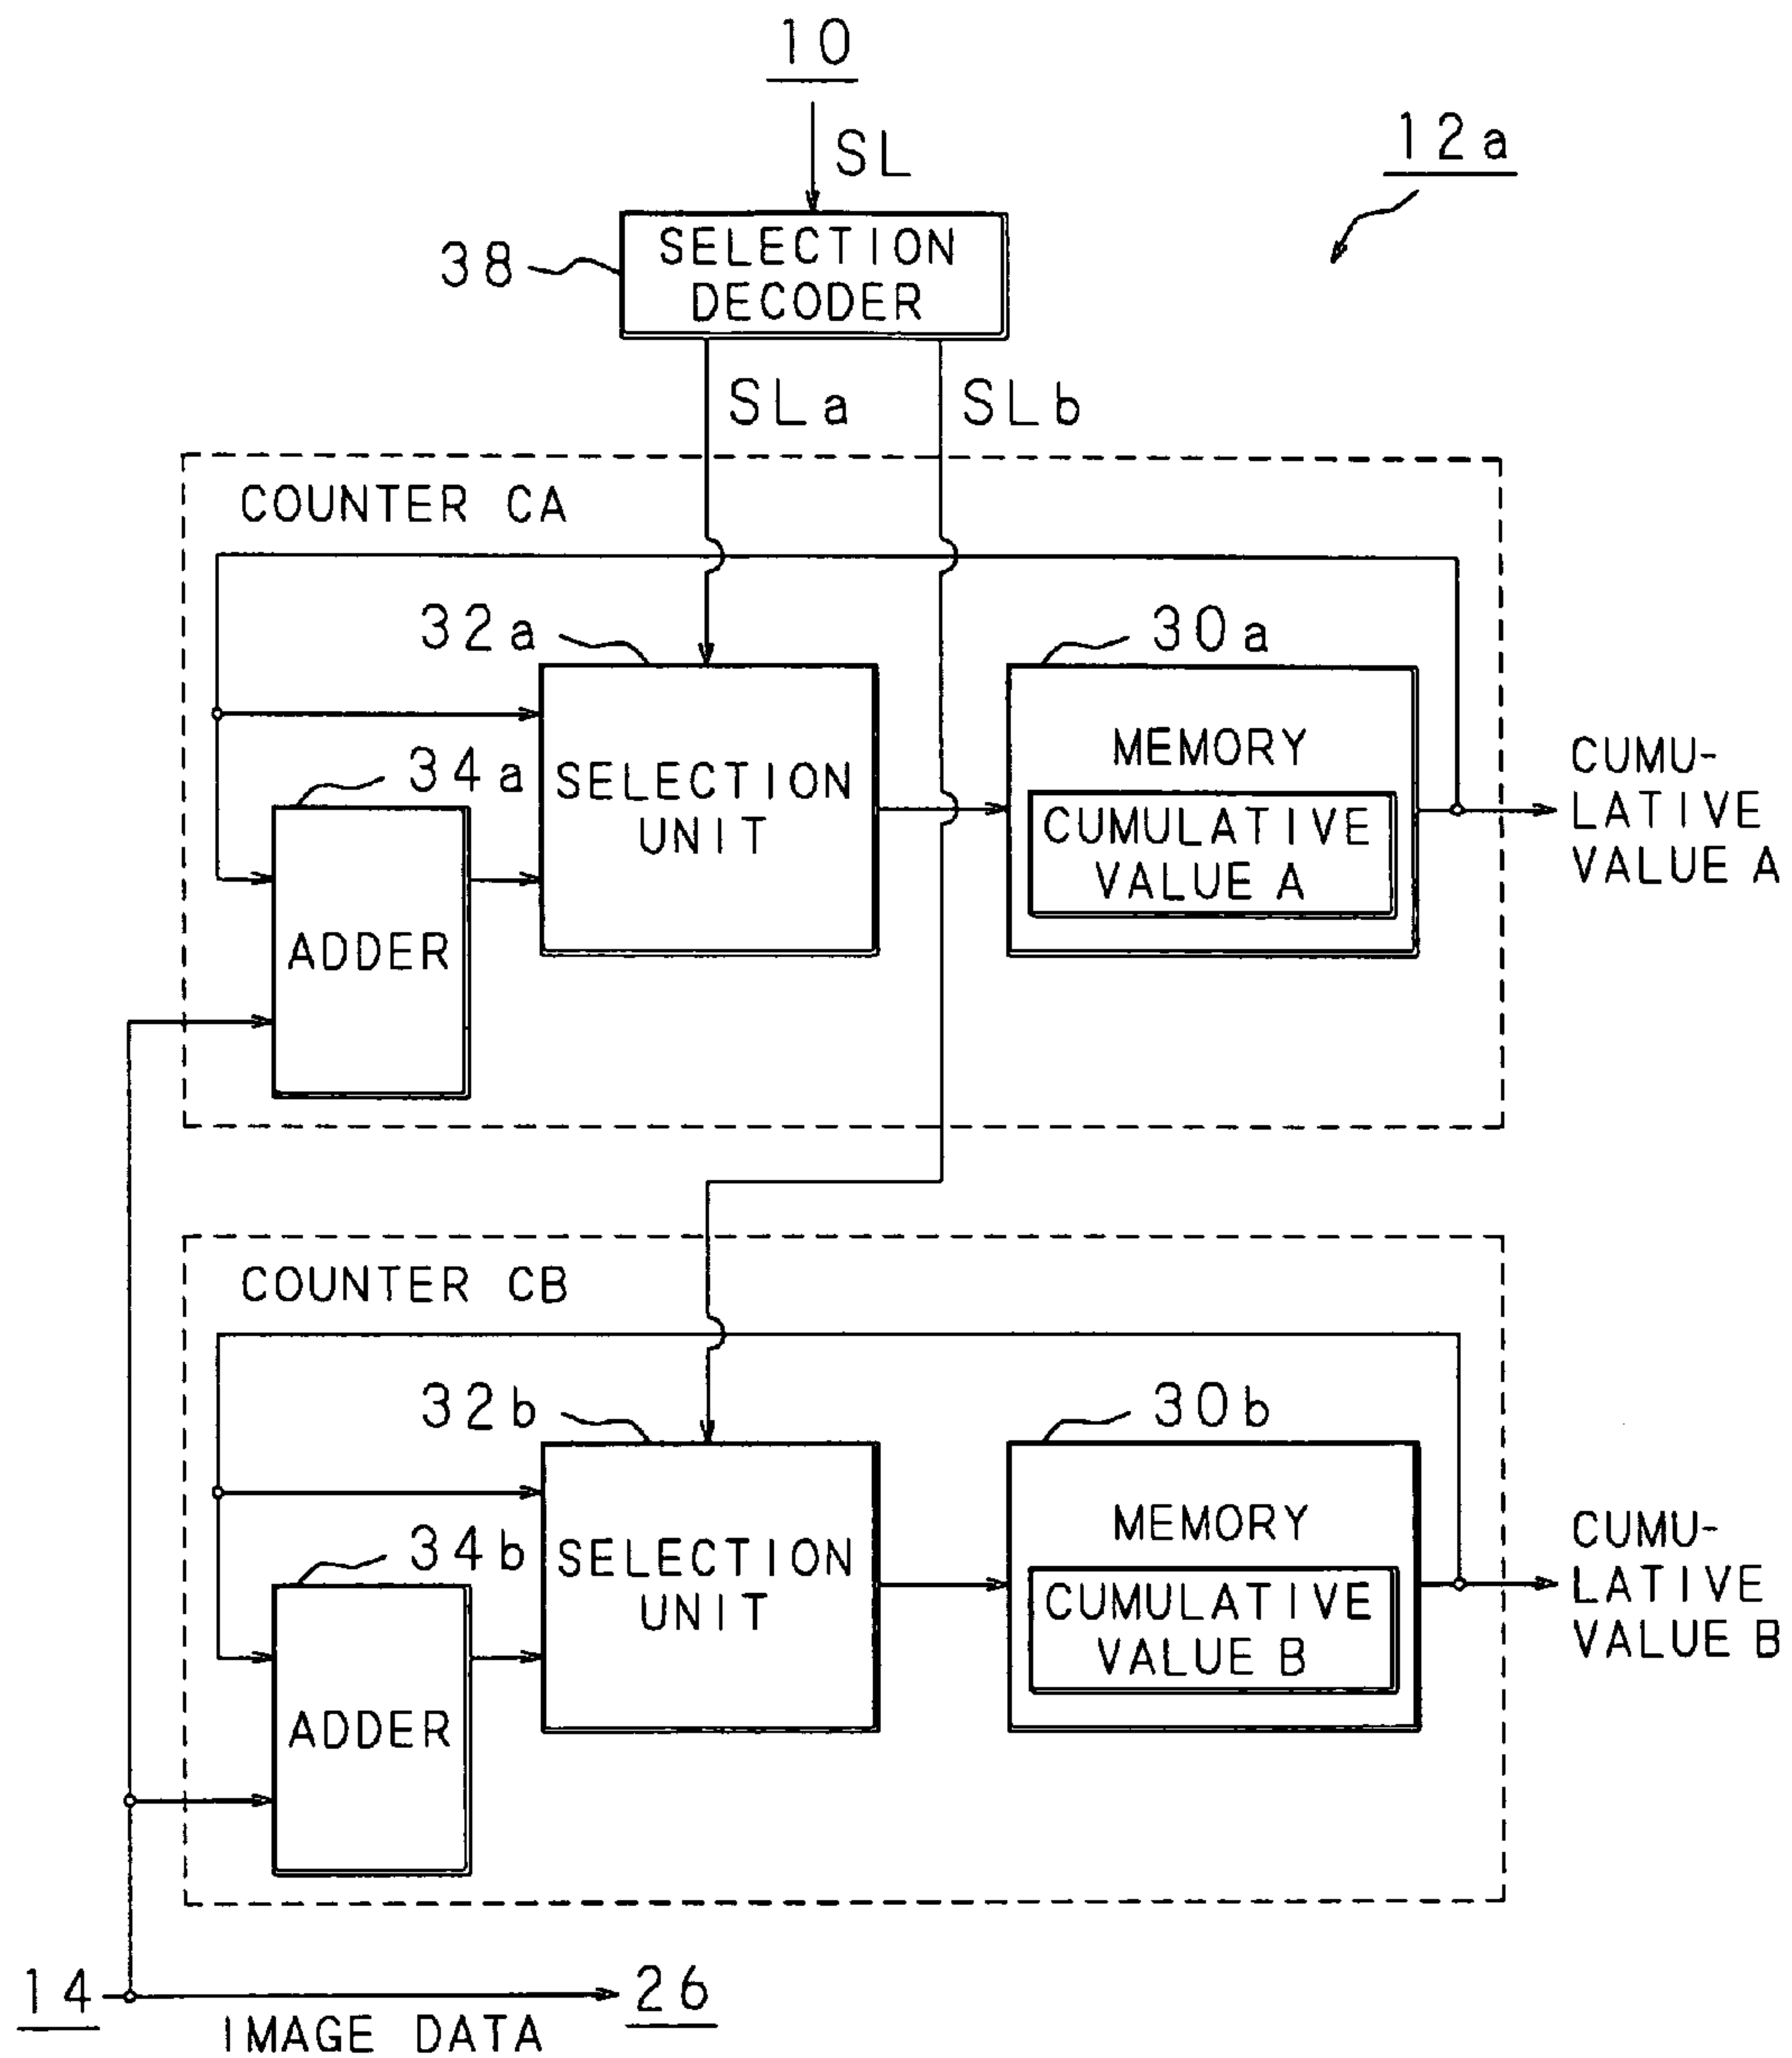 10
SL
12a
38
SELECTION
DECODER
SLa
SLb
COUNTER CA
32a
30a
SELECTION
UNIT
MEMORY
CUMULATIVE
VALUE A
CUMU-
LATIVE
VALUE A
34a
ADDER
COUNTER CB
32b
30b
SELECTION
UNIT
MEMORY
CUMULATIVE
VALUE B
CUMU-
LATIVE
VALUE B
34b
ADDER
14
26
IMAGE DATA